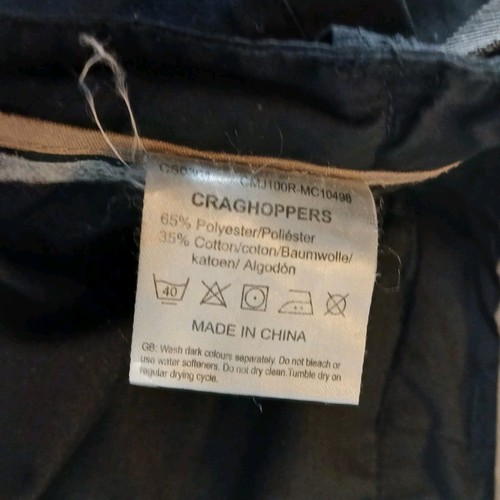 CMJ100R-MC10498
CRAGHOPPERS
65% Polyester/Poliéster
35% Cotton/coton/Baumwolle/
katoen/ Algodón
40
MADE IN CHINA
GB: Wash dark colours separately. Do not bleach or
use water softeners. Do not dry clean.Tumble dry on
regular drying cycle.